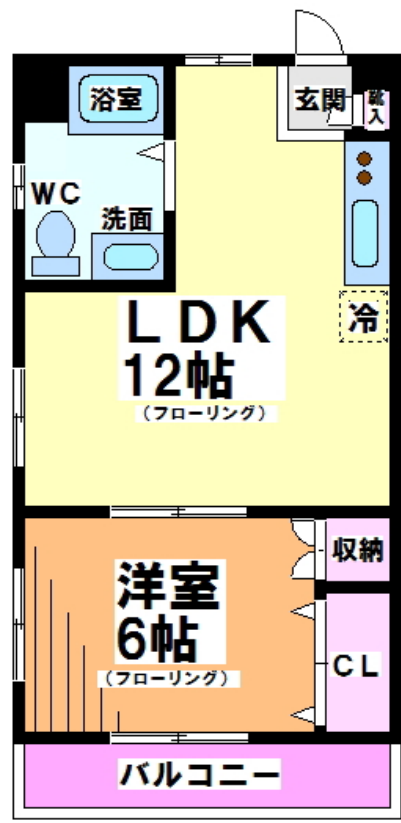 浴室
玄関
靴
入
WC
洗面
冷
LDK
12帖
(フローリング)
収納
洋室
6帖
(フローリング)
CL
バルコニー